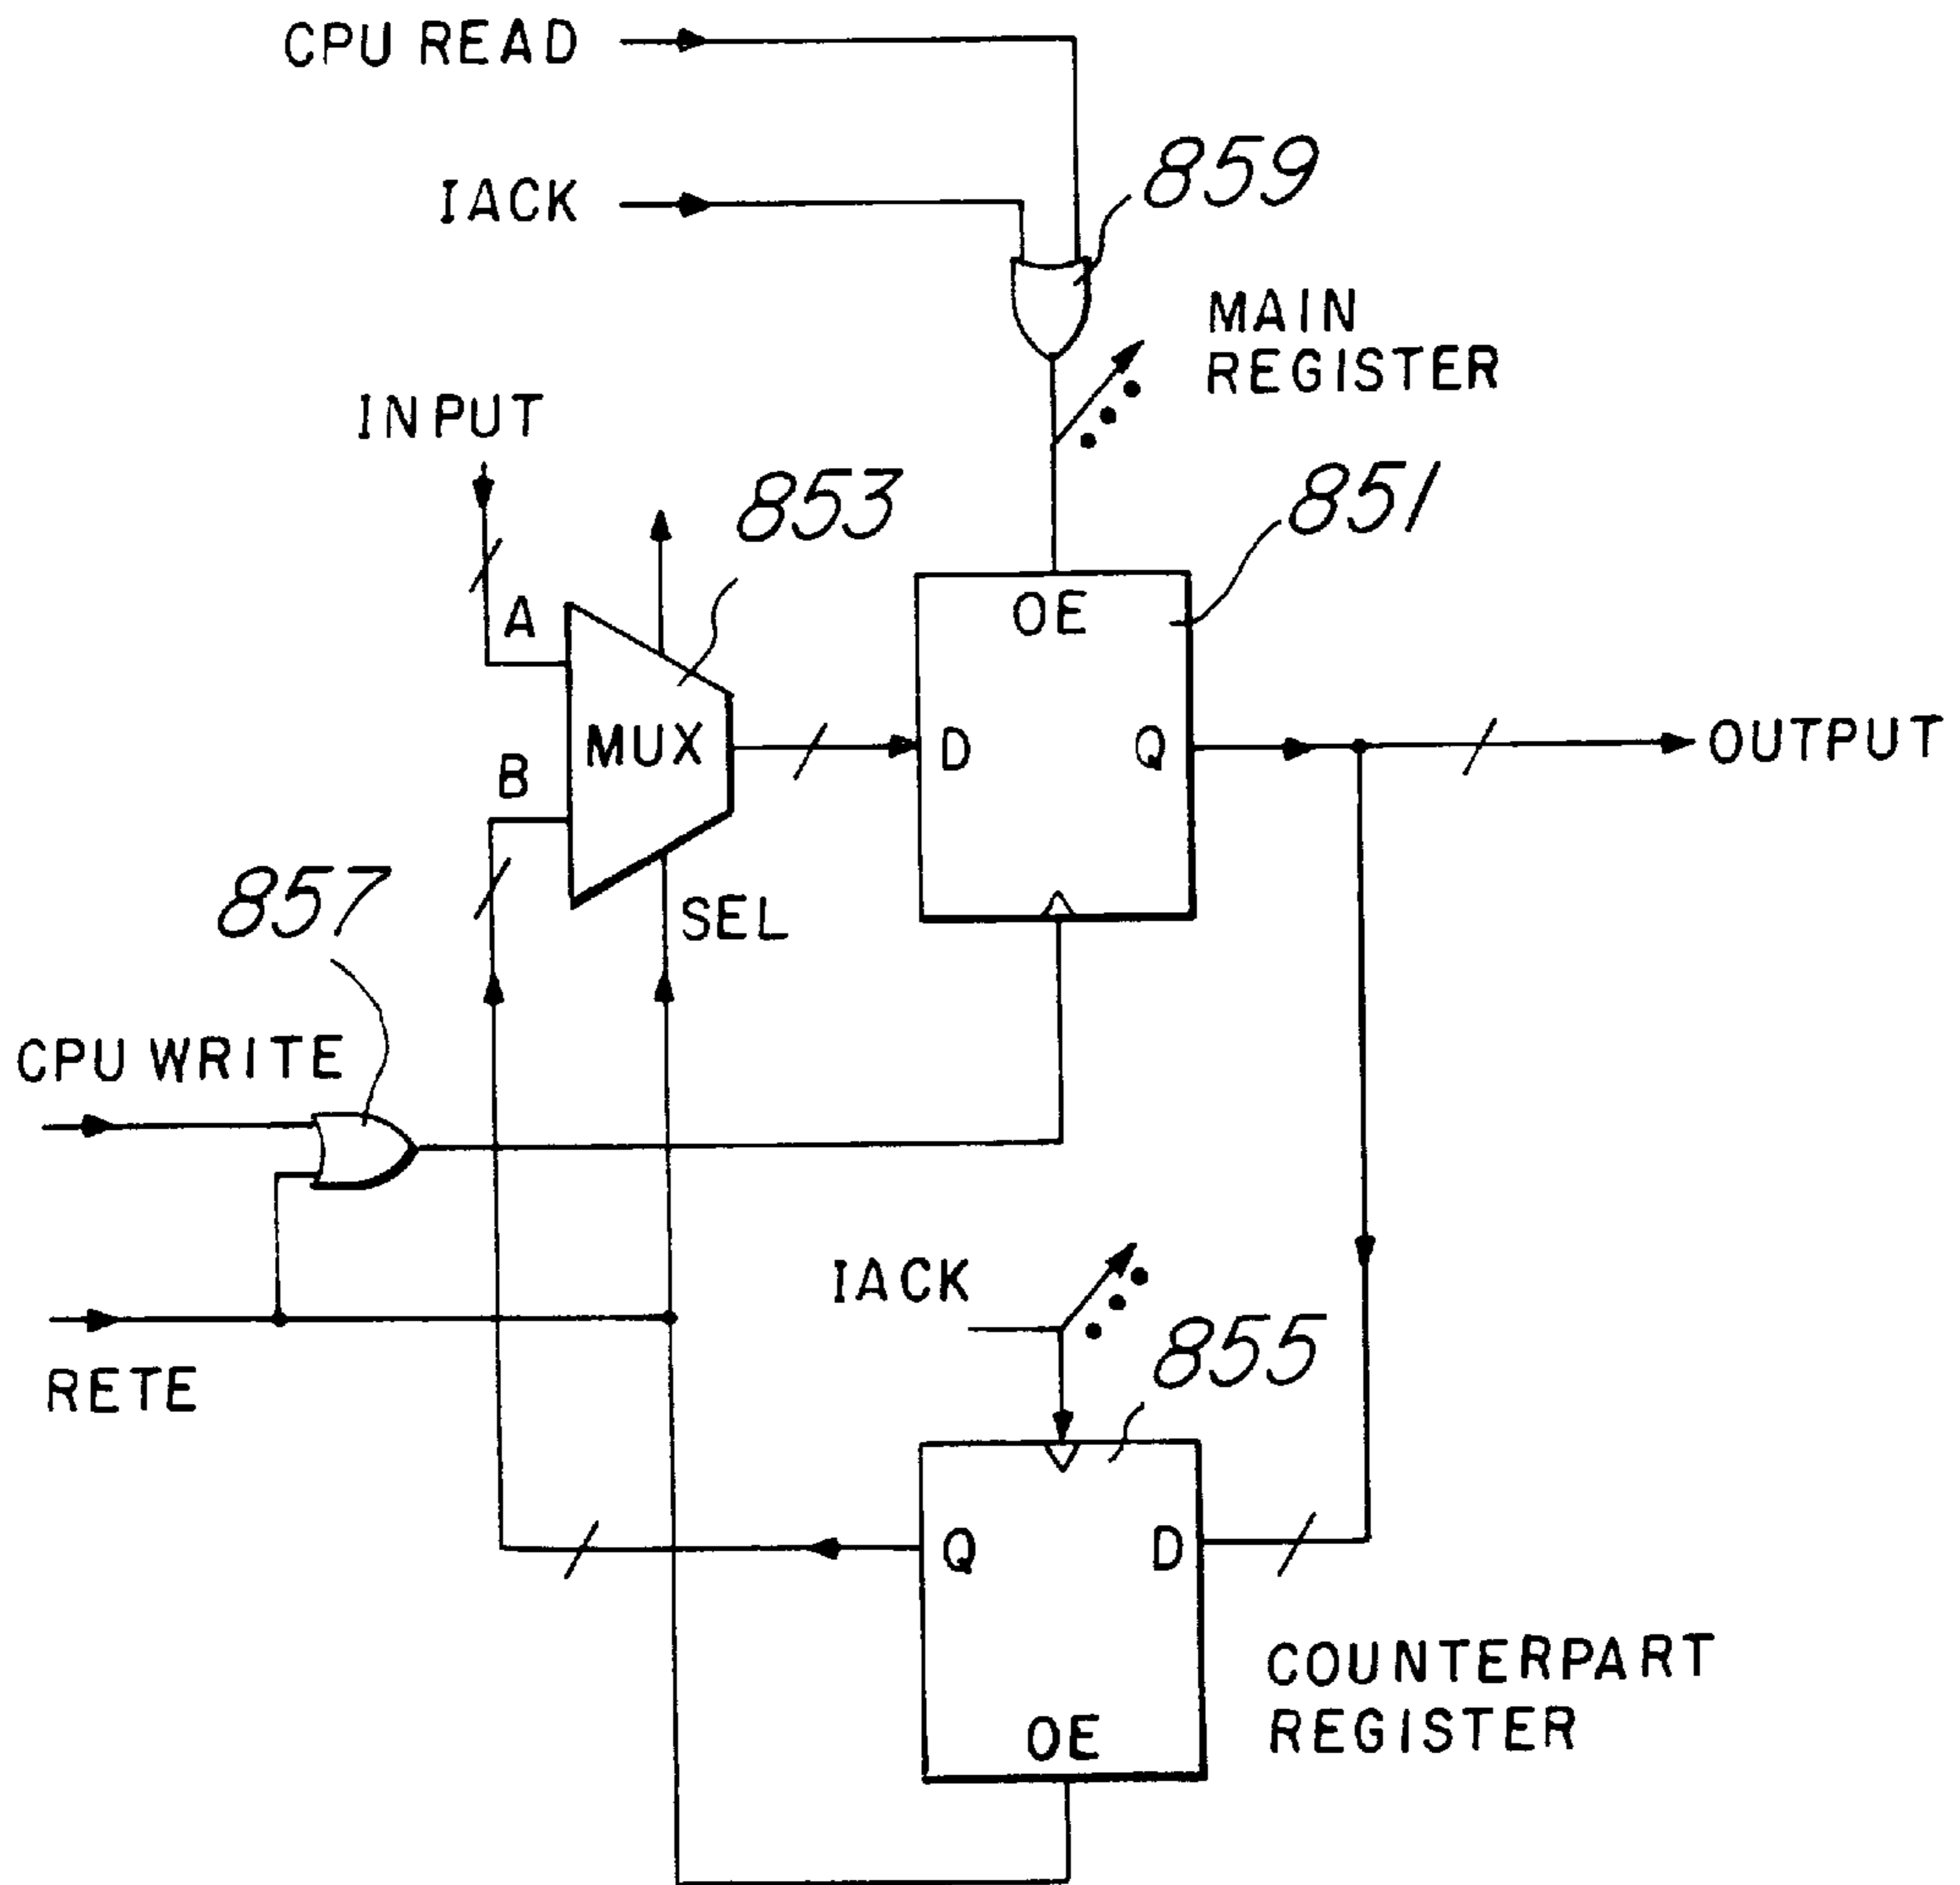 CPU READ
IACK
859
MAIN
REGISTER
INPUT
853
851
A
OE
MUX
D
Q
OUTPUT
B
857
SEL
CPU WRITE
IACK
855
RETE
Q
D
COUNTERPART
REGISTER
OE